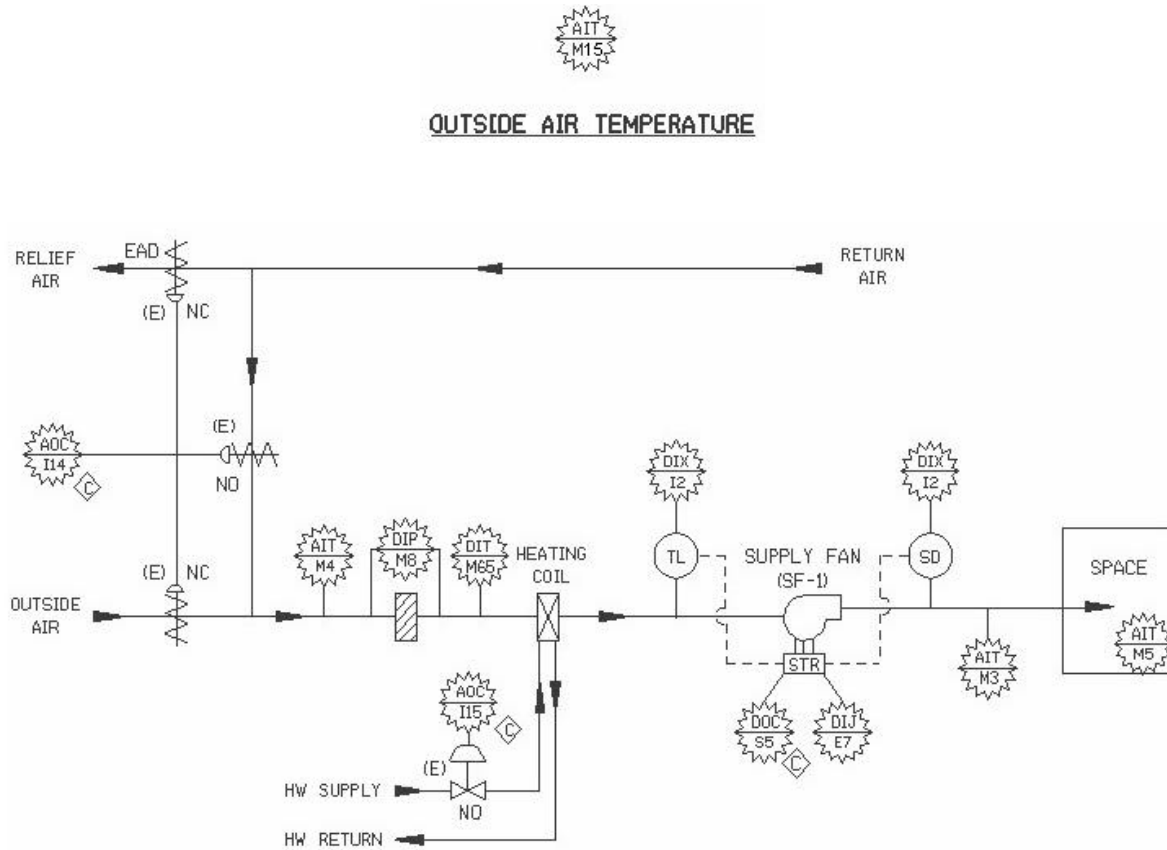 AIT
M15
OUTSIDE AIR TEMPERATURE
RELIEF
AIR
EAD
(E)
NC
RETURN
AIR
AOC
I14
C
(E)
NO
(E)
NC
OUTSIDE
AIR
AIT
M4
DIP
M8
DIT
M65
HEATING
COIL
DIX
I2
TL
SUPPLY FAN
(SF-1)
DIX
I2
SD
SPACE
AIT
M5
AIT
M3
STR
DOC
S5
C
DIJ
E7
AOC
I15
C
(E)
HW SUPPLY
NO
HW RETURN